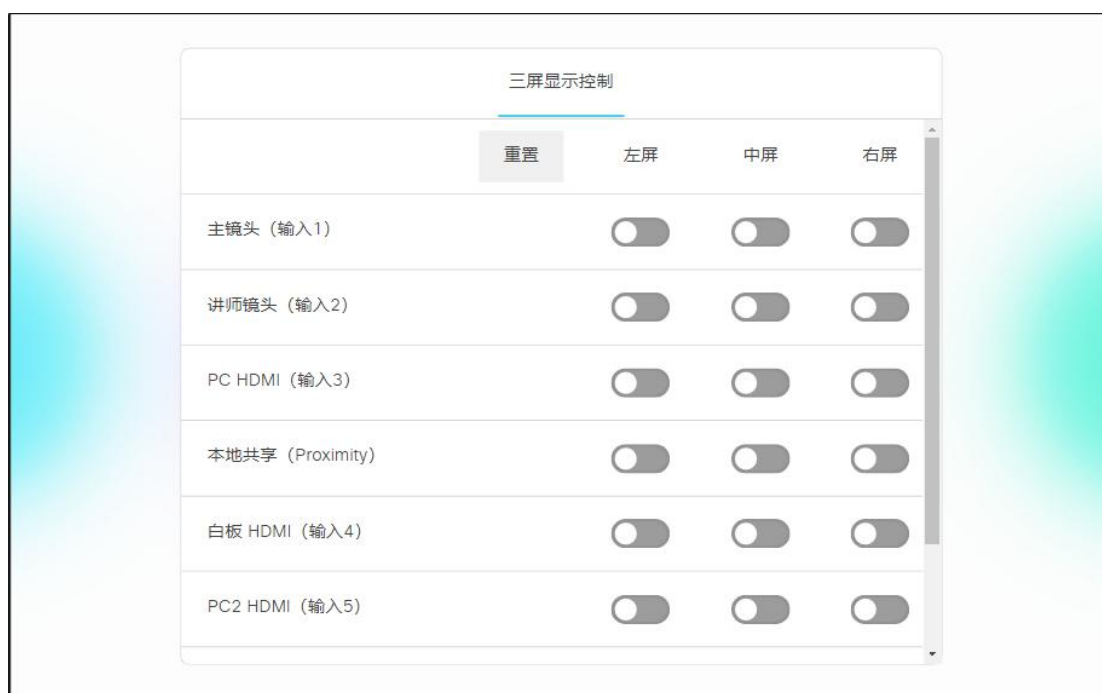 三屏显示控制
重置 左屏 中屏 右屏
主镜头（输入1）
讲师镜头（输入2）
PC HDMI（输入3）
本地共享（Proximity）
白板 HDMI（输入4）
PC2 HDMI（输入5）